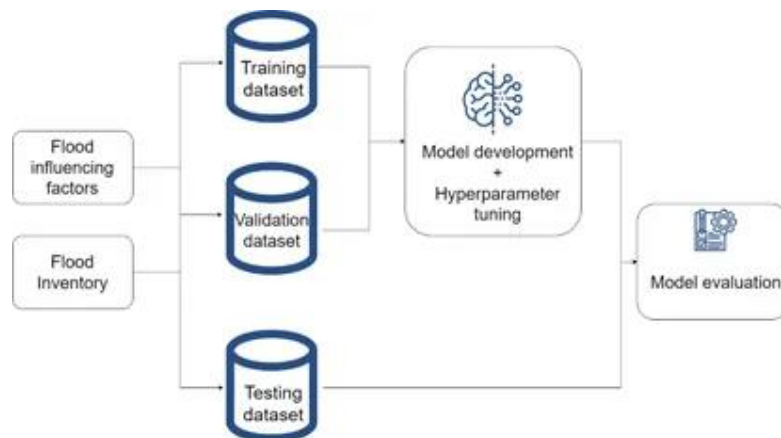 Training
dataset
Flood
influencing
factors
Validation
dataset
Flood
Inventory
Testing
dataset
Model development
+
Hyperparameter
tuning
Model evaluation